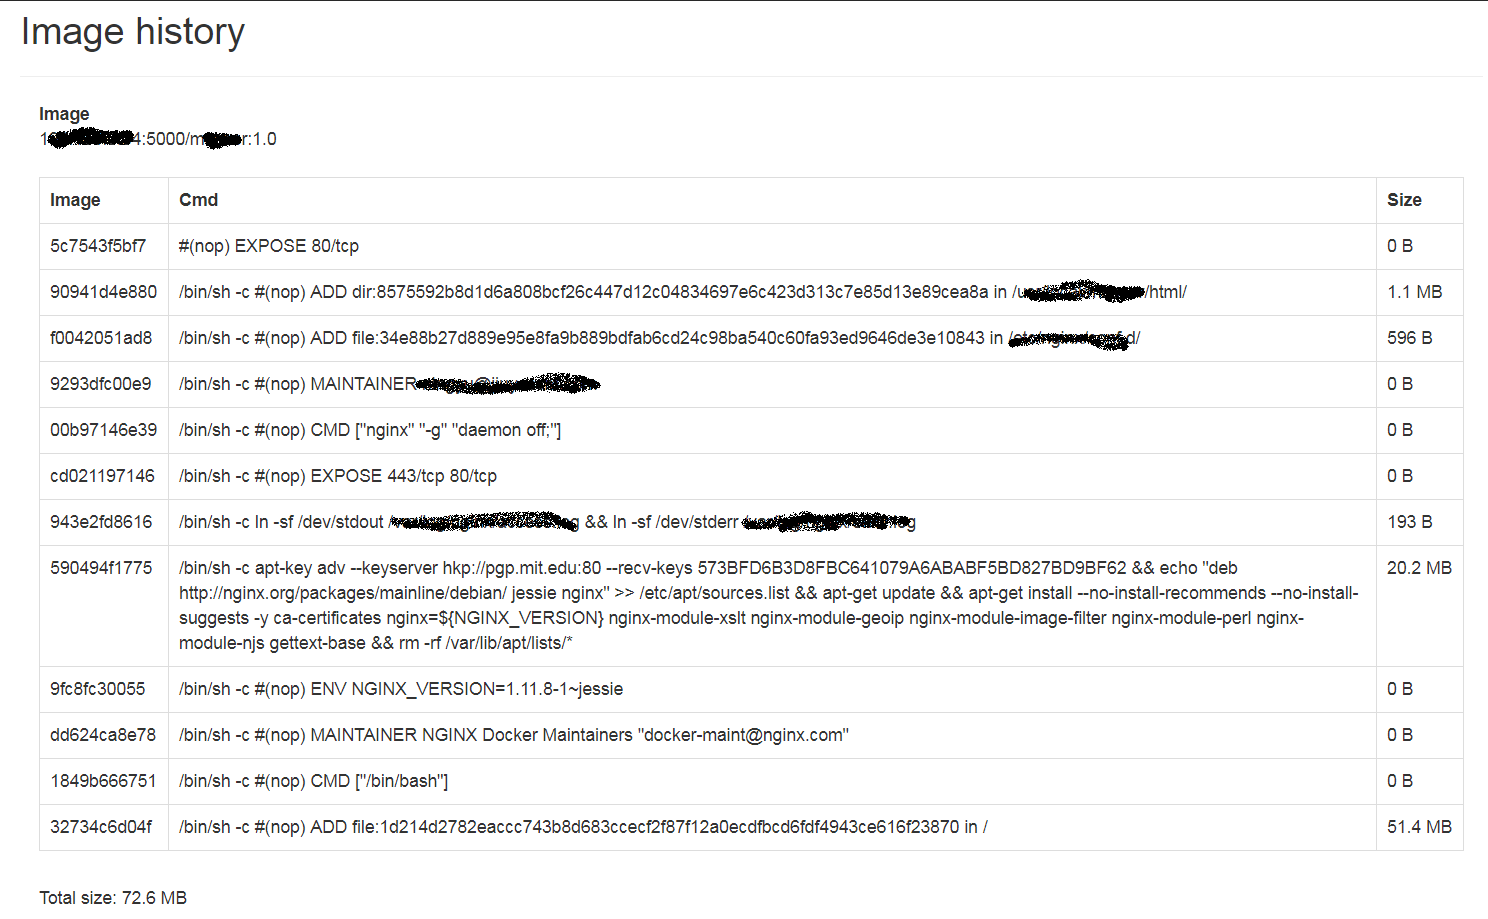 Image history
Image
:5000/ :1.0
Image Cmd Size
5c7543f5bf7 #(nop) EXPOSE 80/tcp 0 B
90941d4e880 /bin/sh -c #(nop) ADD dir:8575592b8d1d6a808bcf26c447d12c04834697e6c423d313c7e85d13e89cea8a in /html/ 1.1 MB
f0042051ad8 /bin/sh -c #(nop) ADD file:34e88b27d889e95e8fa9b889bdfab6cd24c98ba540c60fa93ed9646de3e10843 in 596 B
9293dfc00e9 /bin/sh -c #(nop) MAINTAINER 0 B
00b97146e39 /bin/sh -c #(nop) CMD ["nginx" "-g" "daemon off;"] 0 B
cd021197146 /bin/sh -c #(nop) EXPOSE 443/tcp 80/tcp 0 B
943e2fd8616 /bin/sh -c ln -sf /dev/stdout && ln -sf /dev/stderr 193 B
590494f1775 /bin/sh -c apt-key adv --keyserver hkp://pgp.mit.edu:80 --recv-keys 573BFD6B3D8FBC641079A6ABABF5BD827BD9BF62 && echo "deb 20.2 MB
http://nginx.org/packages/mainline/debian/ jessie nginx" >> /etc/apt/sources.list && apt-get update && apt-get install --no-install-recommends --no-install-
suggests -y ca-certificates nginx=${NGINX_VERSION} nginx-module-xslt nginx-module-geoip nginx-module-image-filter nginx-module-perl nginx-
module-njs gettext-base && rm -rf /var/lib/apt/lists/*
9fc8fc30055 /bin/sh -c #(nop) ENV NGINX_VERSION=1.11.8-1~jessie 0 B
dd624ca8e78 /bin/sh -c #(nop) MAINTAINER NGINX Docker Maintainers "docker-maint@nginx.com" 0 B
1849b666751 /bin/sh -c #(nop) CMD ["/bin/bash"] 0 B
32734c6d04f /bin/sh -c #(nop) ADD file:1d214d2782eaccc743b8d683ccecf2f87f12a0ecdfbcd6fdf4943ce616f23870 in / 51.4 MB
Total size: 72.6 MB